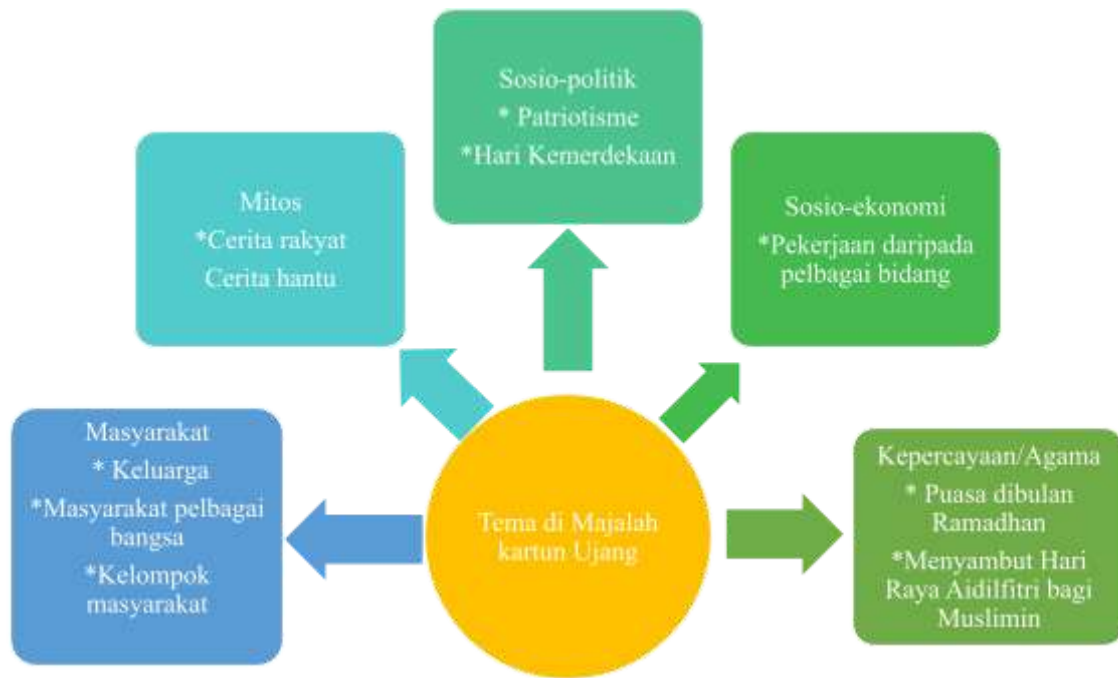 Sosio-politik
* Patriotisme
*Hari Kemerdekaan
Mitos
*Cerita rakyat
Cerita hantu
Sosio-ekonomi
*Pekerjaan daripada
pelbagai bidang
Masyarakat
* Keluarga
*Masyarakat pelbagai
bangsa
*Kelompok
masyarakat
Tema di Majalah
kartun Ujang
Kepercayaan/Agama
* Puasa dibulan
Ramadhan
*Menyambut Hari
Raya Aidilfitri bagi
Muslimin